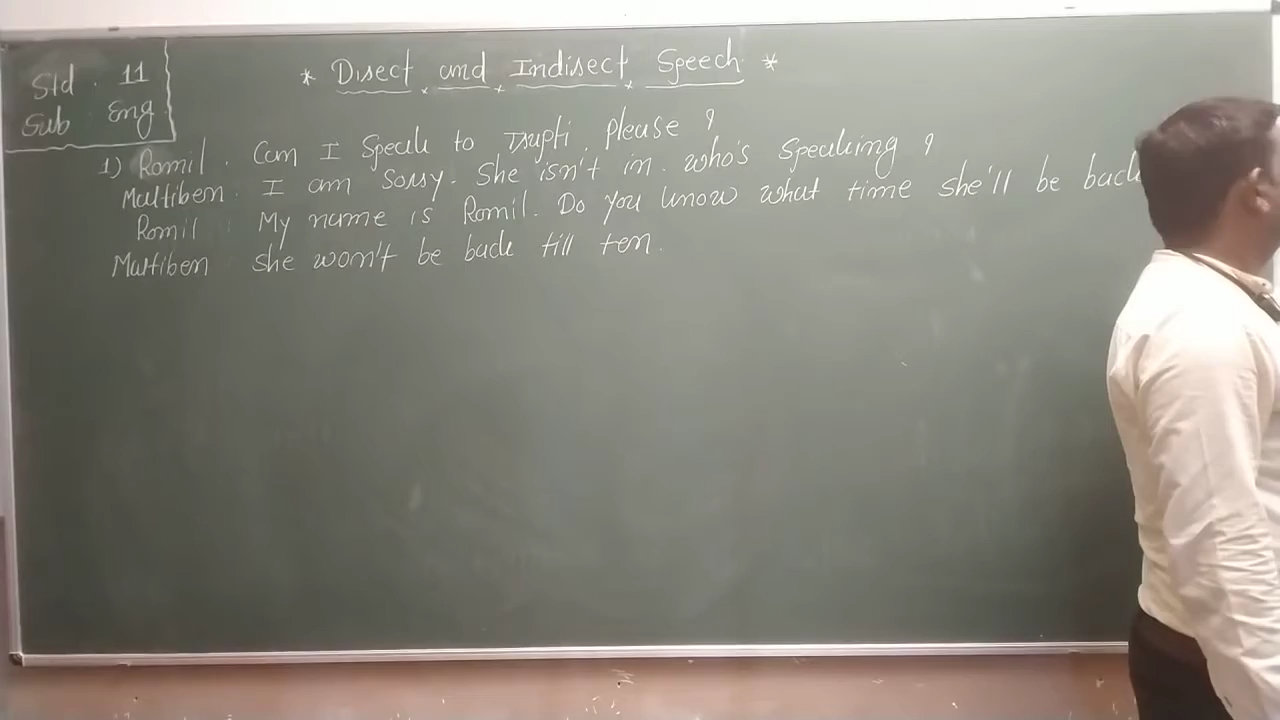 Std . 11
Sub Eng
* Direct and Indirect Speech *
1) Romil . Can I Speak to Trupti, please ?
Maltiben . I am Sorry. She isn't in. who's speaking ?
Romil : My name is Romil. Do you know what time she'll be back
Maltiben she won't be back till ten.